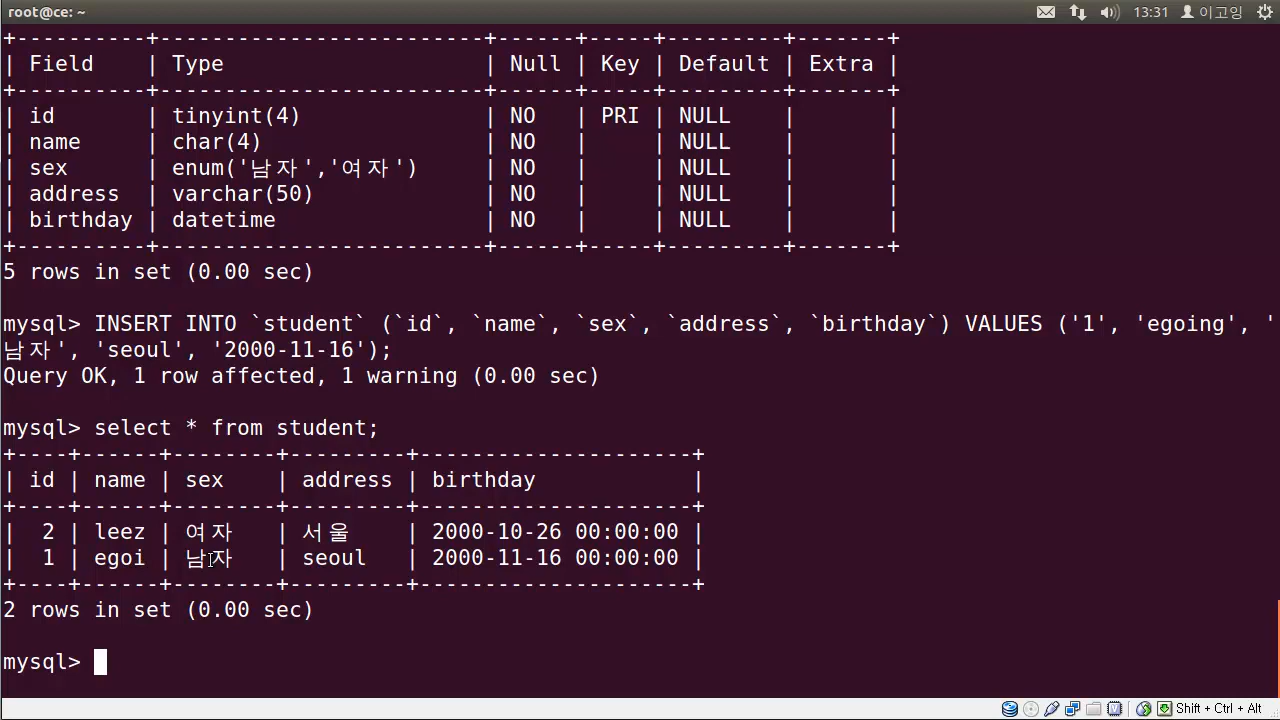 root@ce: ~ 13:31 이고잉
+----------+-------------------------+------+-----+---------+-------+
| Field    | Type                    | Null | Key | Default | Extra |
+----------+-------------------------+------+-----+---------+-------+
| id       | tinyint(4)              | NO   | PRI | NULL    |       |
| name     | char(4)                 | NO   |     | NULL    |       |
| sex      | enum('남자','여자')     | NO   |     | NULL    |       |
| address  | varchar(50)             | NO   |     | NULL    |       |
| birthday | datetime                | NO   |     | NULL    |       |
+----------+-------------------------+------+-----+---------+-------+
5 rows in set (0.00 sec)
mysql> INSERT INTO `student` (`id`, `name`, `sex`, `address`, `birthday`) VALUES ('1', 'egoing', '
남자', 'seoul', '2000-11-16');
Query OK, 1 row affected, 1 warning (0.00 sec)
mysql> select * from student;
+----+------+--------+---------+---------------------+
| id | name | sex    | address | birthday            |
+----+------+--------+---------+---------------------+
|  2 | leez | 여자   | 서울    | 2000-10-26 00:00:00 |
|  1 | egoi | 남자   | seoul   | 2000-11-16 00:00:00 |
+----+------+--------+---------+---------------------+
2 rows in set (0.00 sec)
mysql>
Shift + Ctrl + Alt